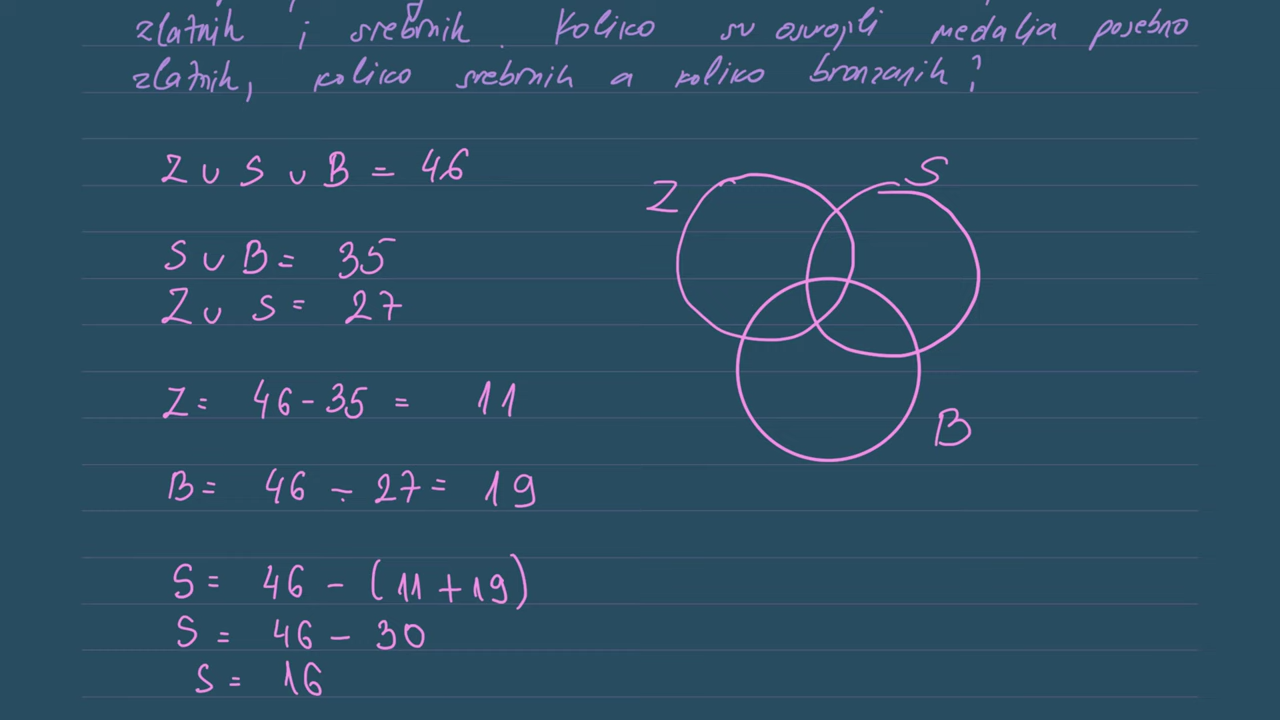 zlatnih i srebrnih. Koliko su osvojili medalja posebno
zlatnih, koliko srebrnih a koliko bronzanih?
Z ∪ S ∪ B = 46
S ∪ B = 35
Z ∪ S = 27
Z = 46 - 35 = 11
B = 46 - 27 = 19
S = 46 - (11 + 19)
S = 46 - 30
S = 16
Z
S
B